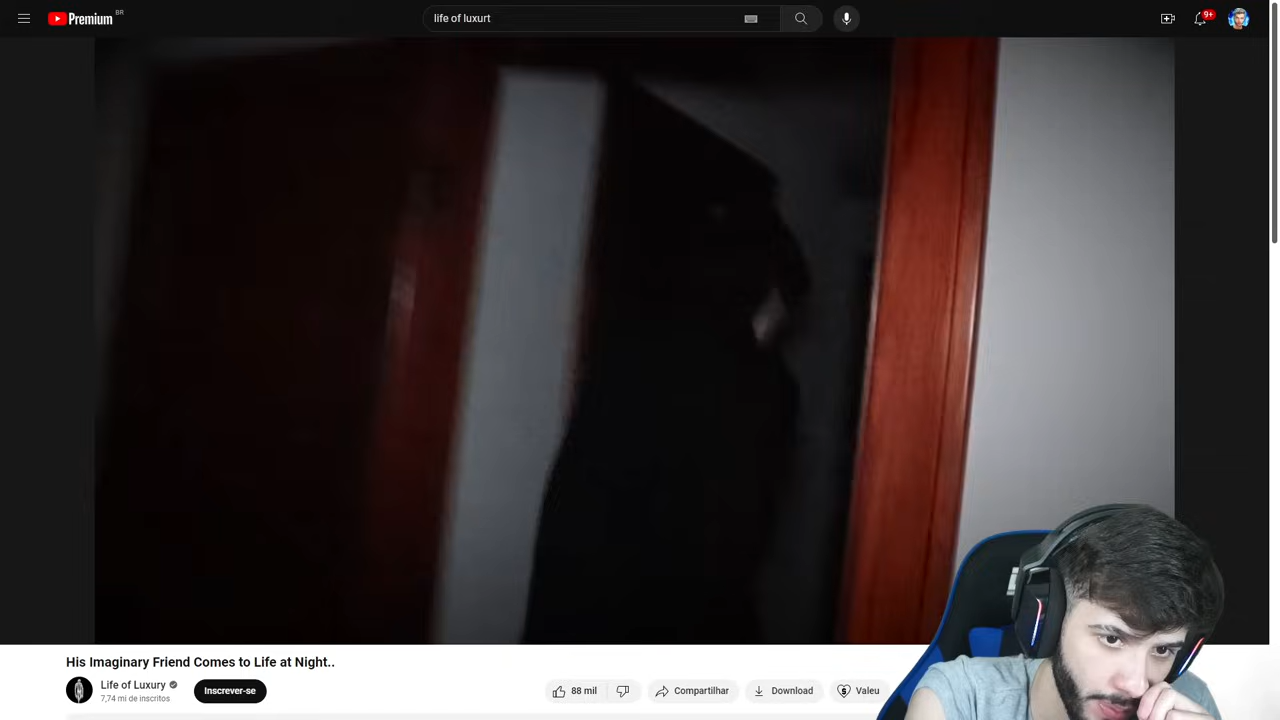 Premium BR
life of luxurt
9+
His Imaginary Friend Comes to Life at Night..
Life of Luxury
7,74 mi de inscritos
Inscrever-se
88 mil
Compartilhar
Download
Valeu